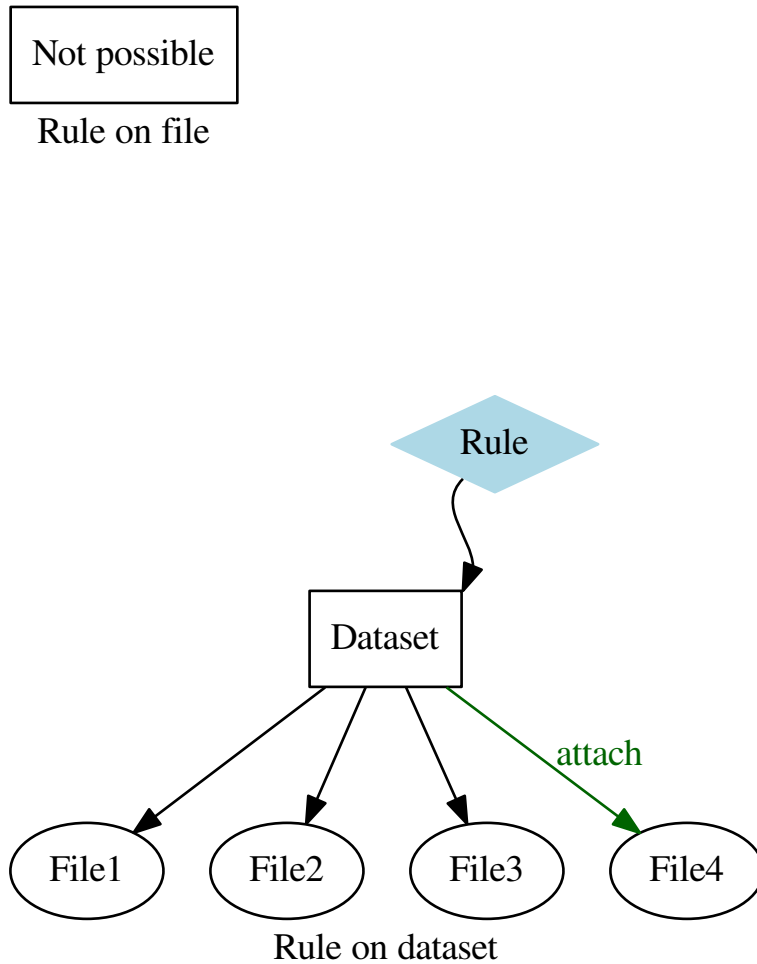 Not possible
Rule on file
Rule
Dataset
attach
File1
File2
File3
File4
Rule on dataset